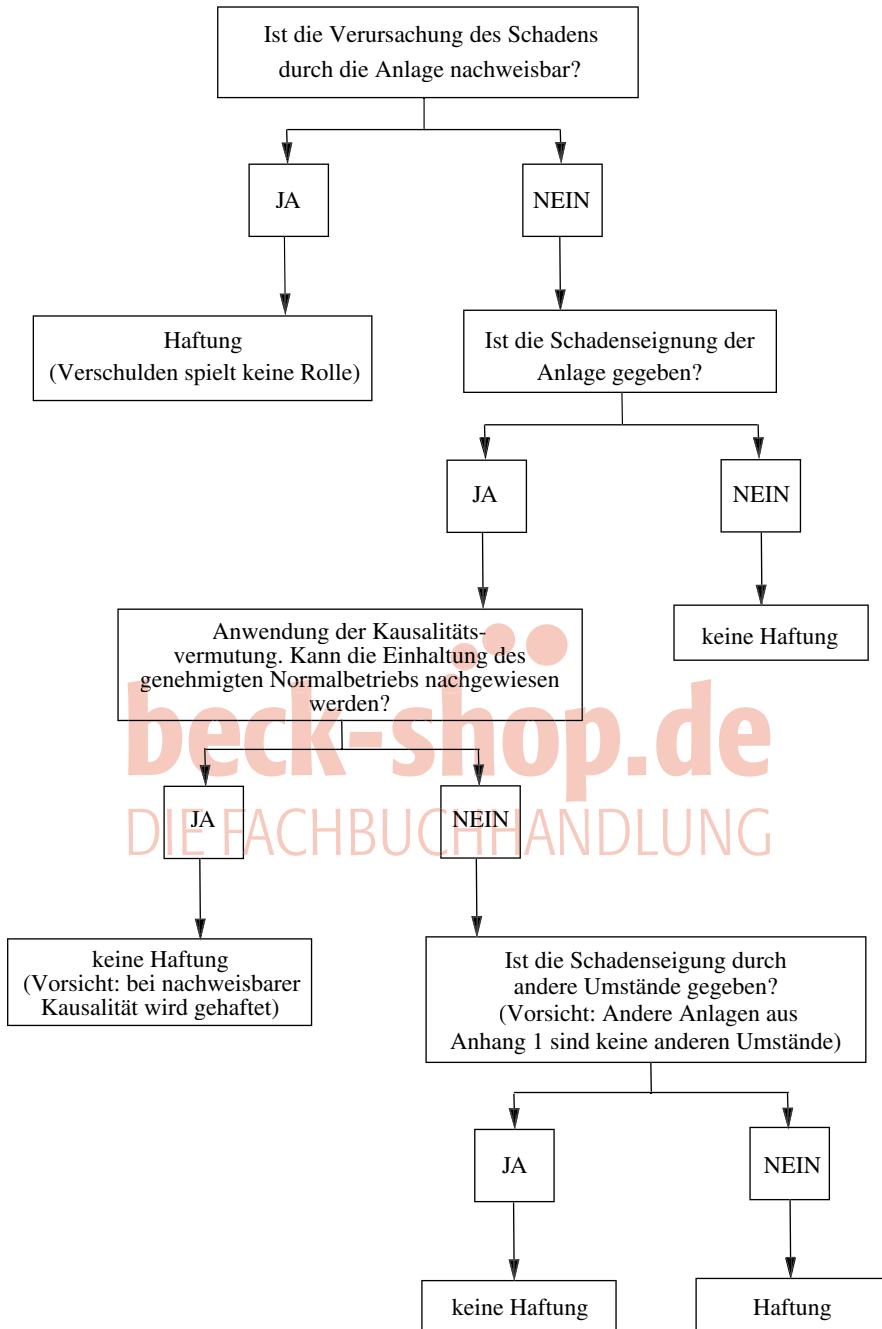 Ist die Verursachung des Schadens
durch die Anlage nachweisbar?
JA
NEIN
Haftung
(Verschulden spielt keine Rolle)
Ist die Schadenseignung der
Anlage gegeben?
JA
NEIN
Anwendung der Kausalitäts-
vermutung. Kann die Einhaltung des
genehmigten Normalbetriebs nachgewiesen
werden?
keine Haftung
beck-shop.de
DIE FACHBUCHHANDLUNG
JA
NEIN
keine Haftung
(Vorsicht: bei nachweisbarer
Kausalität wird gehaftet)
Ist die Schadenseigung durch
andere Umstände gegeben?
(Vorsicht: Andere Anlagen aus
Anhang 1 sind keine anderen Umstände)
JA
NEIN
keine Haftung
Haftung